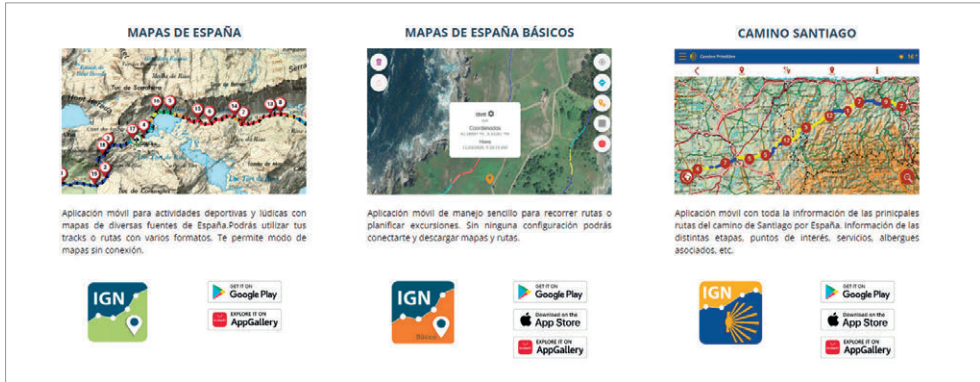 MAPAS DE ESPAÑA
Aplicación móvil para actividades deportivas y lúdicas con
mapas de diversas fuentes de España.Podrás utilizar tus
tracks o rutas con varios formatos. Te permite modo de
mapas sin conexión.
IGN
GET IT ON
Google Play
EXPLORE IT ON
AppGallery
MAPAS DE ESPAÑA BÁSICOS
Coordenadas
Hora
Aplicación móvil de manejo sencillo para recorrer rutas o
planificar excursiones. Sin ninguna configuración podrás
conectarte y descargar mapas y rutas.
IGN
Básico
GET IT ON
Google Play
Download on the
App Store
EXPLORE IT ON
AppGallery
CAMINO SANTIAGO
Camino Primitivo
Aplicación móvil con toda la información de las principales
rutas del camino de Santiago por España. Información de las
distintas etapas, puntos de interés, servicios, albergues
asociados, etc.
IGN
GET IT ON
Google Play
Download on the
App Store
EXPLORE IT ON
AppGallery